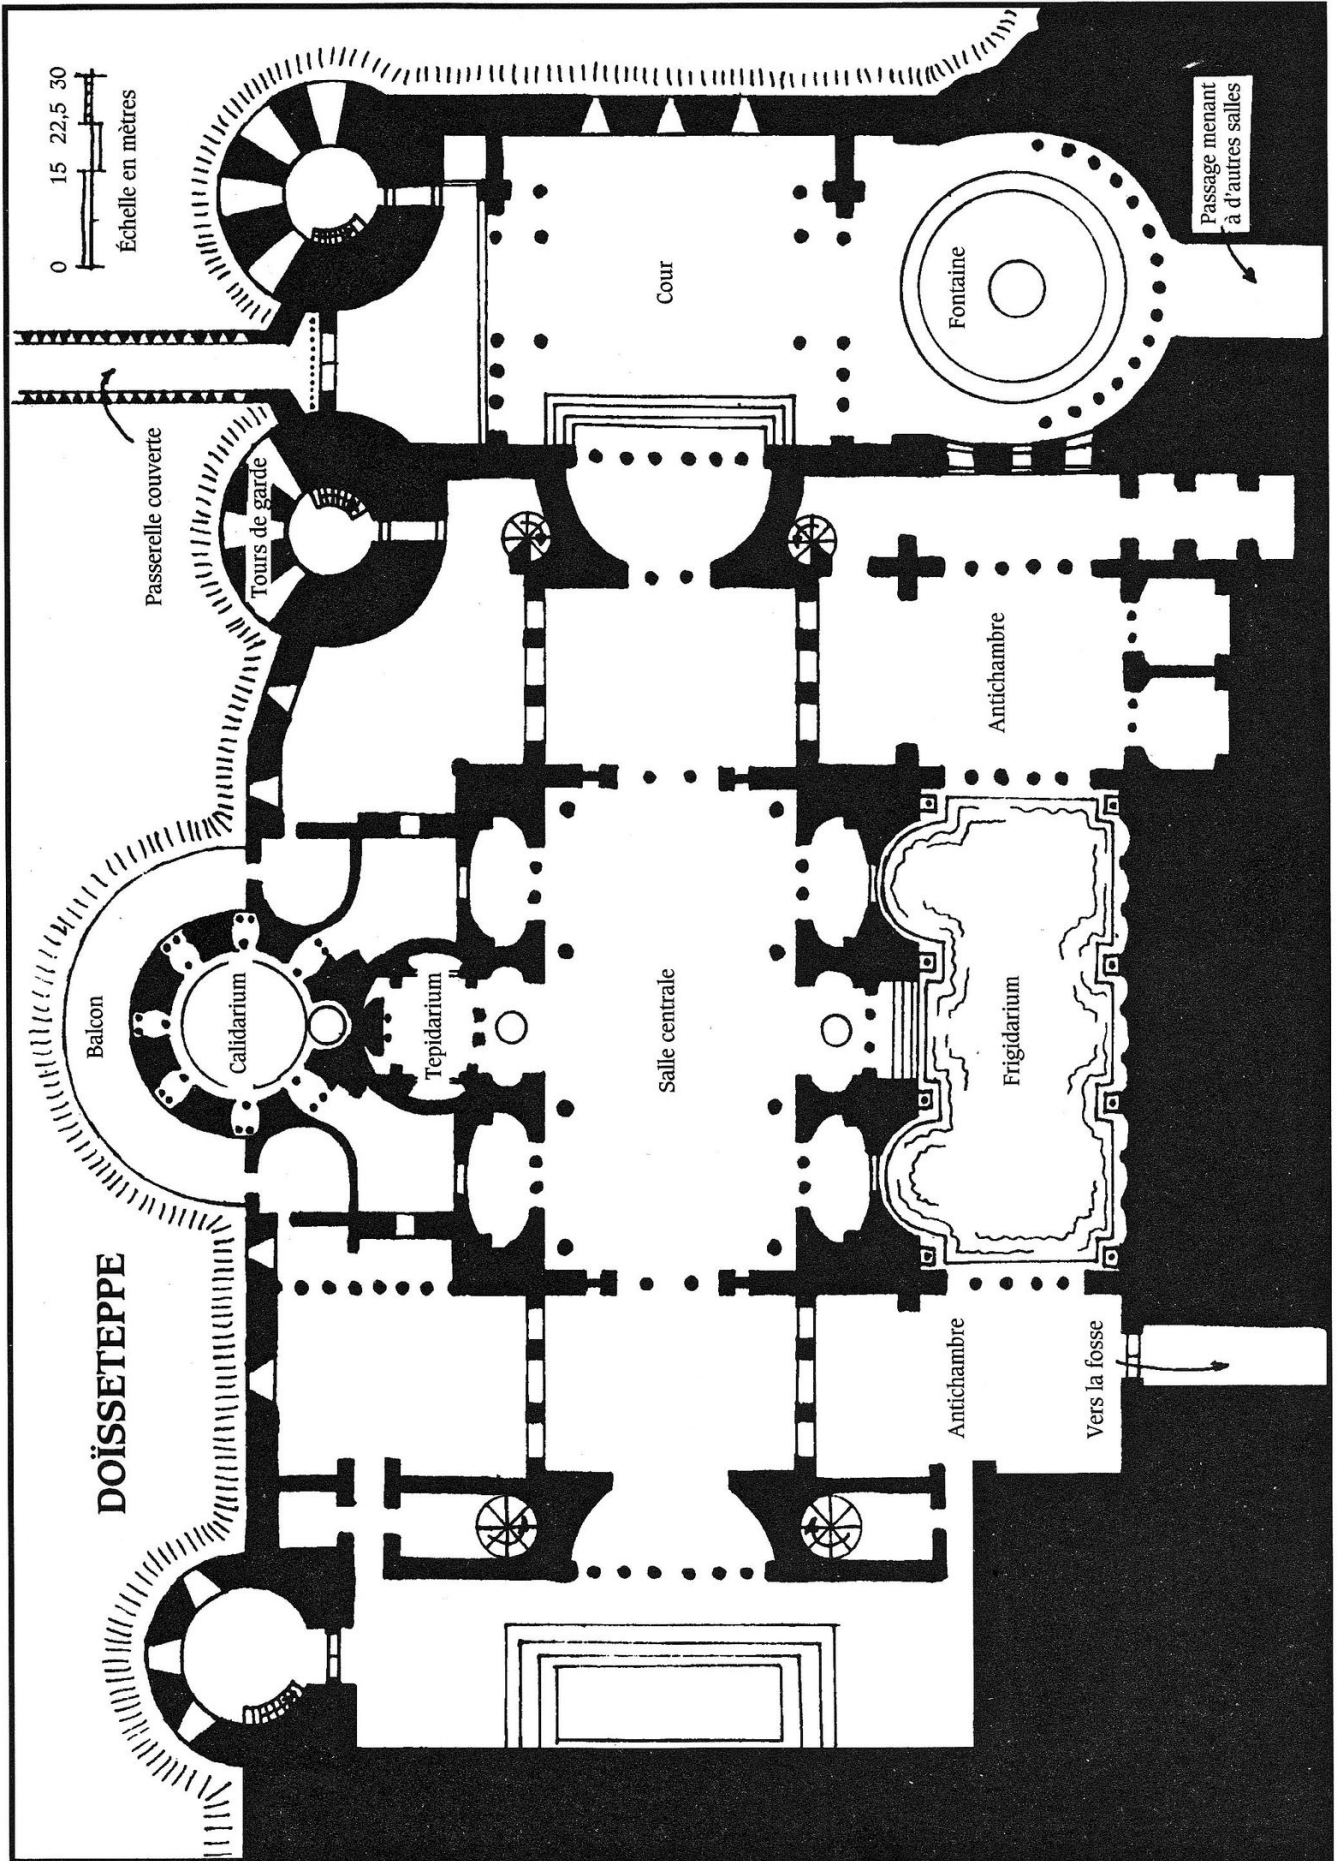 DOÏSSETEPPE
0 15 22,5 30
Échelle en mètres
Passerelle couverte
Tours de garde
Balcon
Calidarium
Tepidarium
Salle centrale
Cour
Fontaine
Passage menant
à d'autres salles
Antichambre
Frigidarium
Antichambre
Vers la fosse